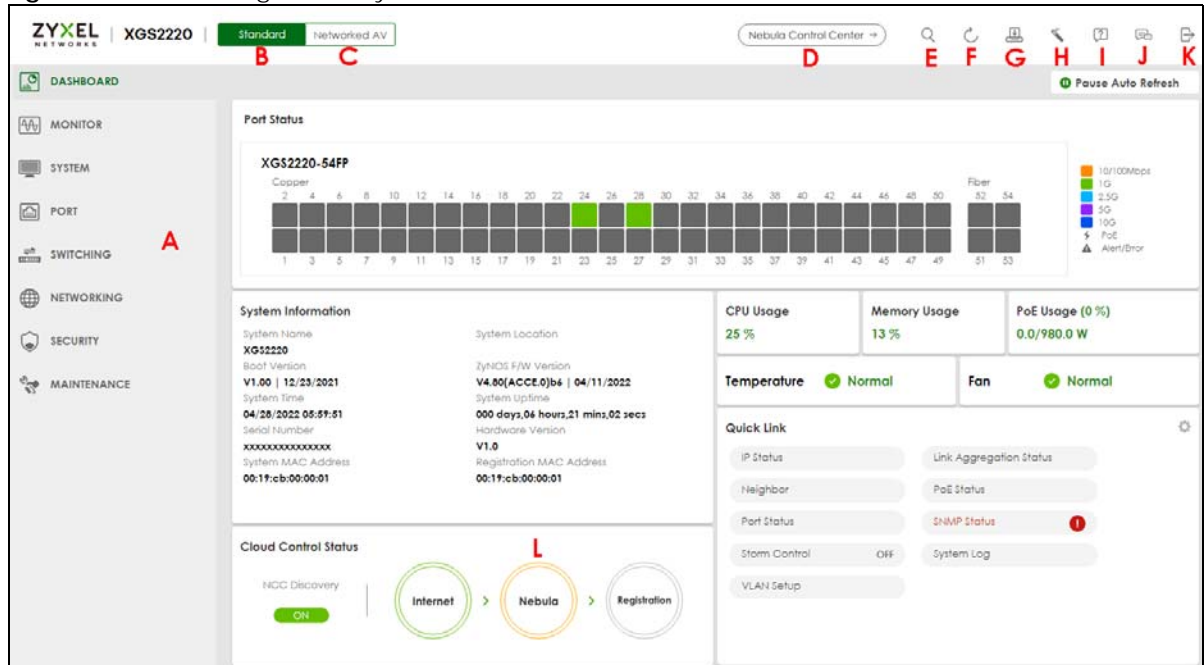 ZYXEL
NETWORKS
XGS2220
Standard
Networked AV
Nebula Control Center →
B
C
D
E
F
G
H
I
J
K
DASHBOARD
Pause Auto Refresh
MONITOR
SYSTEM
PORT
SWITCHING
NETWORKING
SECURITY
MAINTENANCE
A
Port Status
XGS2220-54FP
Copper
Fiber
2 4 6 8 10 12 14 16 18 20 22 24 26 28 30 32 34 36 38 40 42 44 46 48 50 52 54
1 3 5 7 9 11 13 15 17 19 21 23 25 27 29 31 33 35 37 39 41 43 45 47 49 51 53
10/100Mbps
1G
2.5G
5G
10G
PoE
Alert/Error
System Information
System Name
System Location
XGS2220
Boot Version
ZyNOS F/W Version
V1.00 | 12/23/2021
V4.80(ACCE.0)b6 | 04/11/2022
System Time
System Uptime
04/28/2022 05:59:51
000 days,06 hours,21 mins,02 secs
Serial Number
Hardware Version
xxxxxxxxxxxxxxx
V1.0
System MAC Address
Registration MAC Address
00:19:cb:00:00:01
00:19:cb:00:00:01
CPU Usage
25 %
Memory Usage
13 %
PoE Usage (0 %)
0.0/980.0 W
Temperature
Normal
Fan
Normal
Quick Link
IP Status
Link Aggregation Status
Neighbor
PoE Status
Port Status
SNMP Status
Storm Control OFF
System Log
VLAN Setup
Cloud Control Status
L
NCC Discovery
ON
Internet
>
Nebula
>
Registration